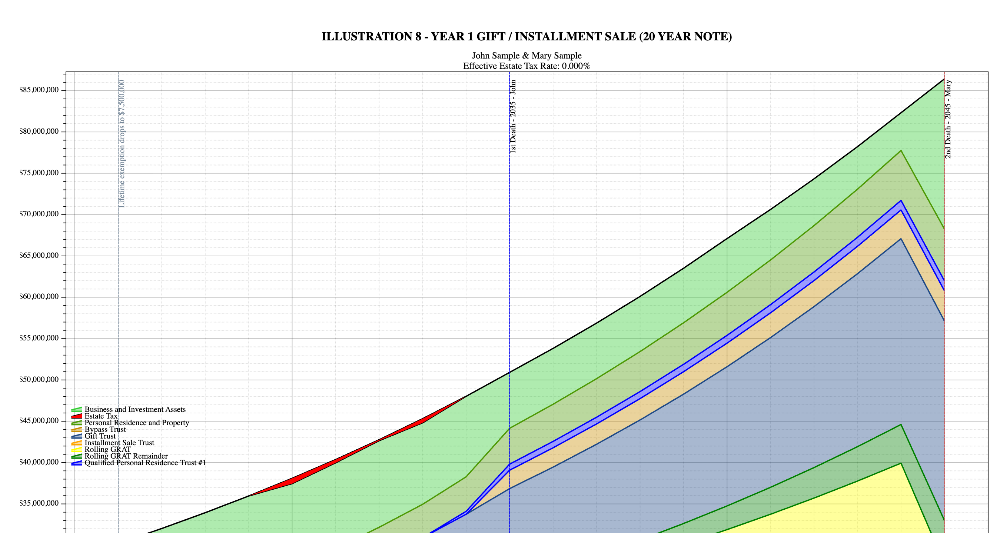 ILLUSTRATION 8 - YEAR 1 GIFT / INSTALLMENT SALE (20 YEAR NOTE)
John Sample & Mary Sample
Effective Estate Tax Rate: 0.000%
$85,000,000
$80,000,000
$75,000,000
$70,000,000
$65,000,000
$60,000,000
$55,000,000
$50,000,000
$45,000,000
$40,000,000
$35,000,000
Lifetime exemption drops to $7,500,000
1st Death - 2035 - John
2nd Death - 2045 - Mary
Business and Investment Assets
Estate Tax
Personal Residence and Property
Bypass Trust
Gift Trust
Installment Sale Trust
Rolling GRAT
Rolling GRAT Remainder
Qualified Personal Residence Trust #1